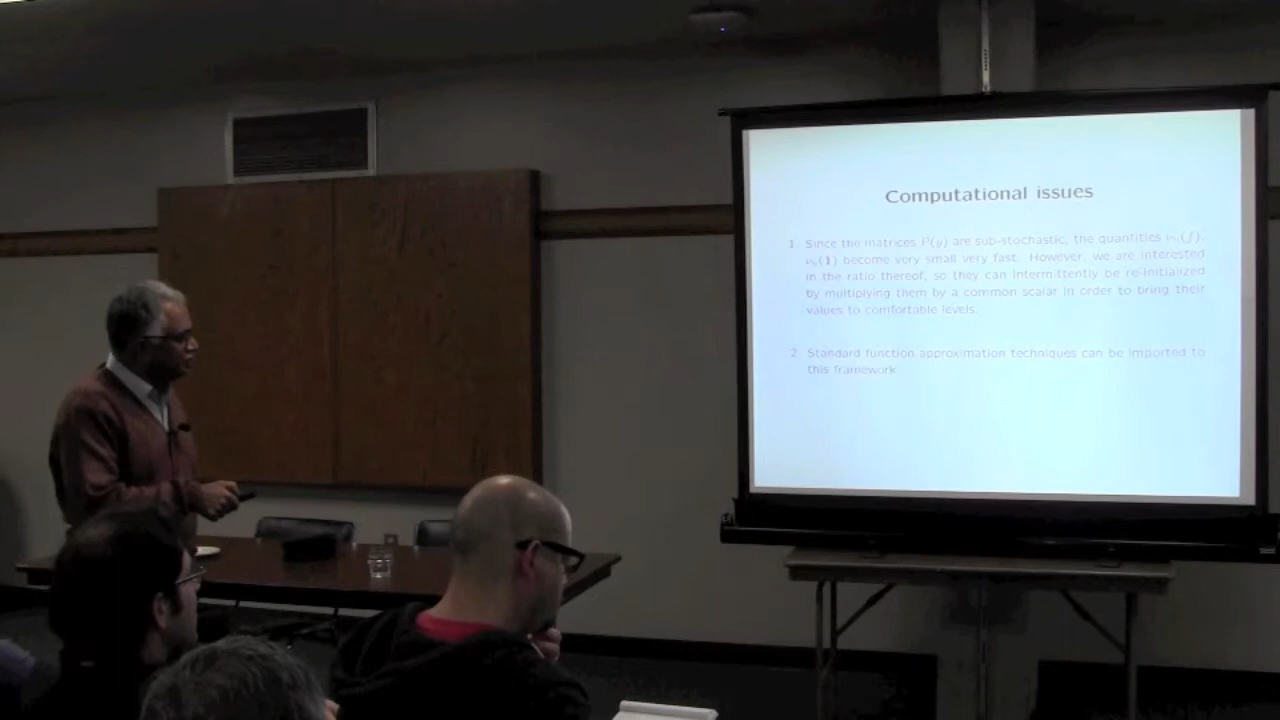 Computational issues
1. Since the matrices P(y) are sub-stochastic, the quantities νₙ(f),
νₙ(1) become very small very fast. However, we are interested
in the ratio thereof, so they can intermittently be re-initialized
by multiplying them by a common scalar in order to bring their
values to comfortable levels.
2. Standard function approximation techniques can be imported to
this framework